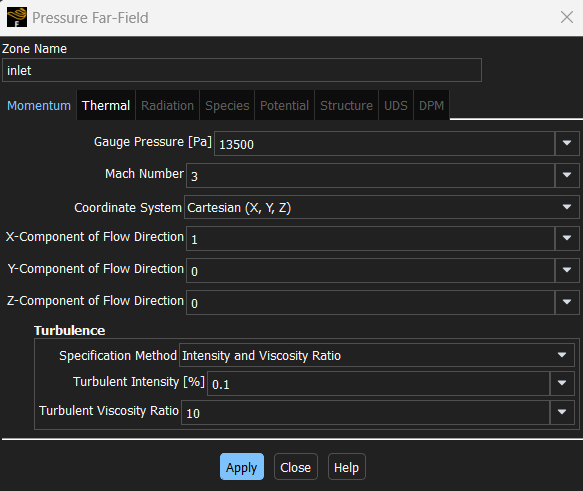 Pressure Far-Field
Zone Name
inlet
Momentum Thermal Radiation Species Potential Structure UDS DPM
Gauge Pressure [Pa] 13500
Mach Number 3
Coordinate System Cartesian (X, Y, Z)
X-Component of Flow Direction 1
Y-Component of Flow Direction 0
Z-Component of Flow Direction 0
Turbulence
Specification Method Intensity and Viscosity Ratio
Turbulent Intensity [%] 0.1
Turbulent Viscosity Ratio 10
Apply Close Help